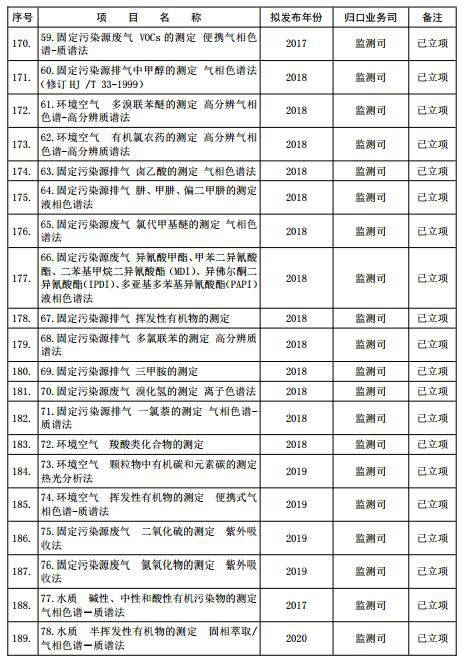 序号 项 目 名 称 拟发布年份 归口业务司 备注
170. 59.固定污染源废气 VOCs的测定 便携气相色 2017 监测司 已立项
谱-质谱法
171. 60.固定污染源排气中甲醇的测定 气相色谱法 2018 监测司 已立项
(修订 HJ /T 33-1999)
172. 61.环境空气 多溴联苯醚的测定 高分辨气相 2018 监测司 已立项
色谱-高分辨质谱法
173. 62.环境空气 有机氯农药的测定 高分辨气相 2018 监测司 已立项
色谱-高分辨质谱法
174. 63.固定污染源排气 卤乙酸的测定 气相色谱法 2018 监测司 已立项
175. 64.固定污染源排气 肼、甲肼、偏二甲肼的测定 2018 监测司 已立项
液相色谱法
176. 65.固定污染源废气 氯代甲基醚的测定 气相色 2018 监测司 已立项
谱法
177. 66.固定污染源废气 异氰酸甲酯、甲苯二异氰酸 2018 监测司 已立项
酯、二苯基甲烷二异氰酸酯(MDI)、异佛尔酮二
异氰酸酯(IPDI)、多亚基多苯基异氰酸酯(PAPI)
液相色谱法
178. 67.固定污染源排气 挥发性有机物的测定 2018 监测司 已立项
179. 68.固定污染源排气 多氯联苯的测定 高分辨质 2018 监测司 已立项
谱法
180. 69.固定污染源排气 三甲胺的测定 2018 监测司 已立项
181. 70.固定污染源废气 溴化氢的测定 离子色谱法 2018 监测司 已立项
182. 71.固定污染源排气 一氯萘的测定 气相色谱- 2018 监测司 已立项
质谱法
183. 72.环境空气 羧酸类化合物的测定 2018 监测司 已立项
184. 73.环境空气 颗粒物中有机碳和元素碳的测定 2019 监测司 已立项
热光分析法
185. 74.环境空气 挥发性有机物的测定 便携式气 2019 监测司 已立项
相色谱-质谱法
186. 75.固定污染源废气 二氧化硫的测定 紫外吸 2019 监测司 已立项
收法
187. 76.固定污染源废气 氮氧化物的测定 紫外吸 2019 监测司 已立项
收法
188. 77.水质 碱性、中性和酸性有机污染物的测定 2017 监测司 已立项
气相色谱—质谱法
189. 78.水质 半挥发性有机物的测定 固相萃取/ 2020 监测司 已立项
气相色谱—质谱法